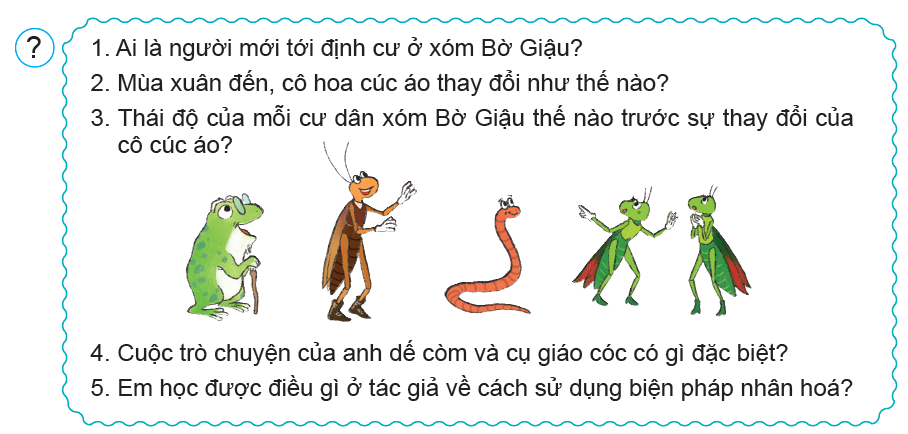 ?
1. Ai là người mới tới định cư ở xóm Bờ Giậu?
2. Mùa xuân đến, cô hoa cúc áo thay đổi như thế nào?
3. Thái độ của mỗi cư dân xóm Bờ Giậu thế nào trước sự thay đổi của
cô cúc áo?
4. Cuộc trò chuyện của anh dế còm và cụ giáo cóc có gì đặc biệt?
5. Em học được điều gì ở tác giả về cách sử dụng biện pháp nhân hoá?